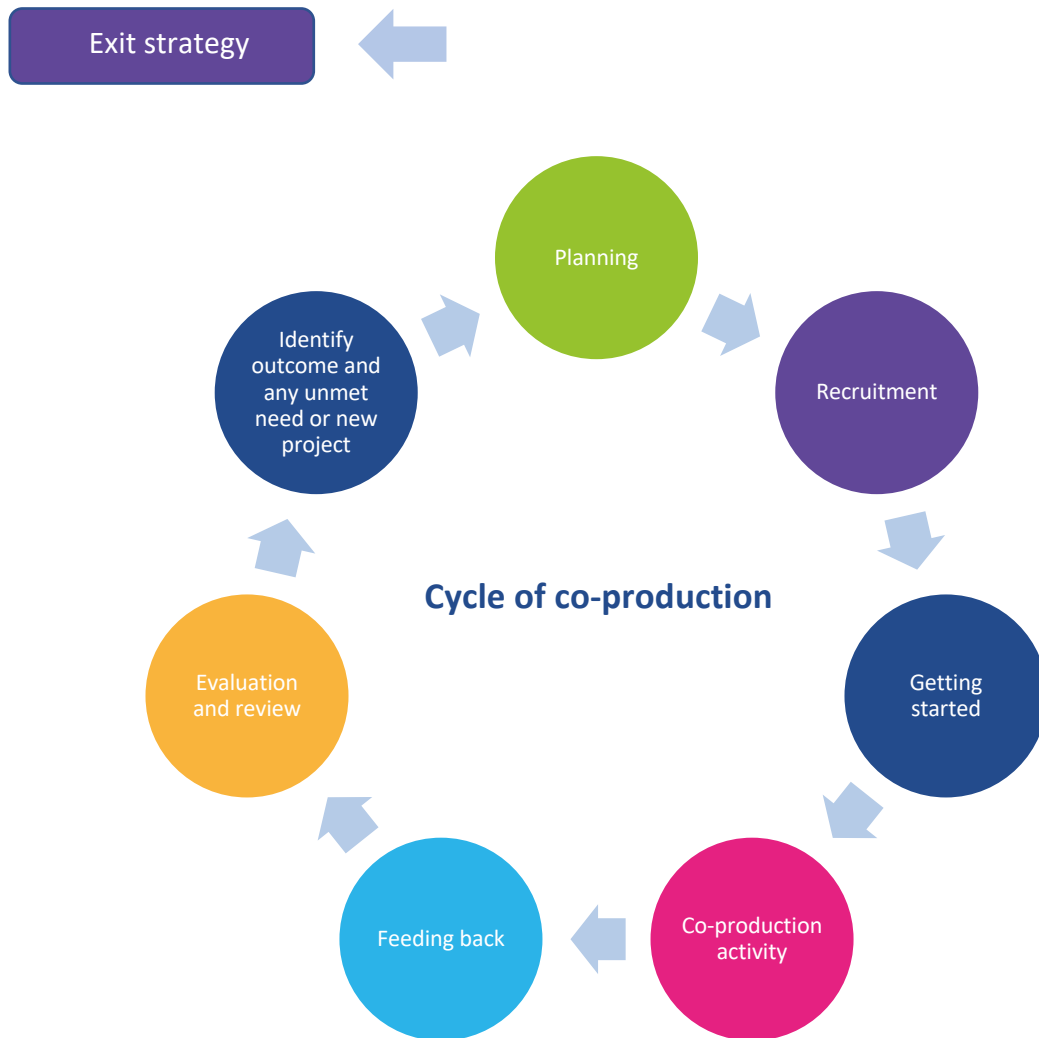 Exit strategy
Planning
Recruitment
Getting
started
Co-production
activity
Feeding back
Evaluation
and review
Identify
outcome and
any unmet
need or new
project
Cycle of co-production